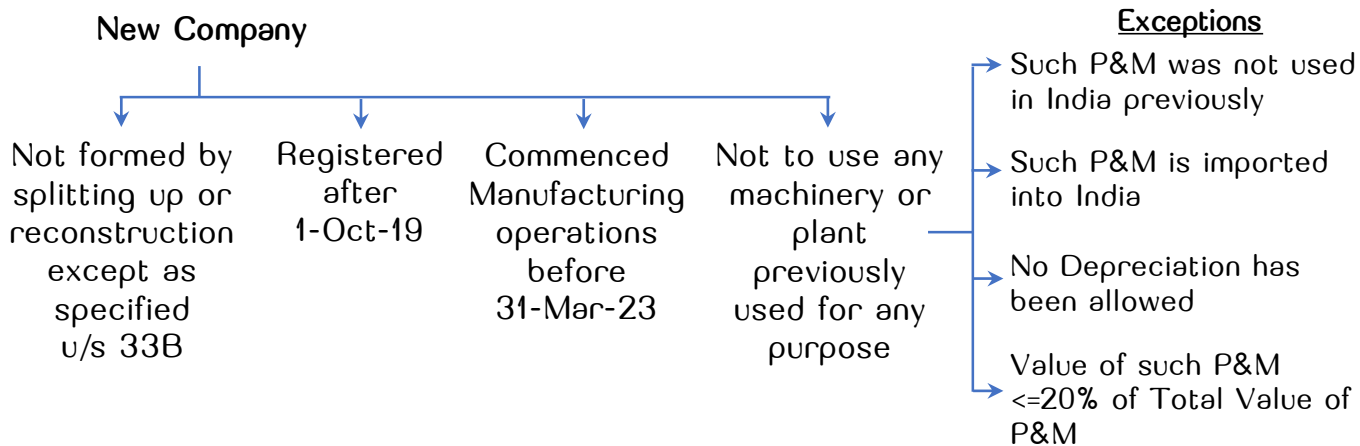 New Company
Not formed by
splitting up or
reconstruction
except as
specified
u/s 33B
Registered
after
1-Oct-19
Commenced
Manufacturing
operations
before
31-Mar-23
Not to use any
machinery or
plant
previously
used for any
purpose
Exceptions
Such P&M was not used
in India previously
Such P&M is imported
into India
No Depreciation has
been allowed
Value of such P&M
<=20% of Total Value of
P&M